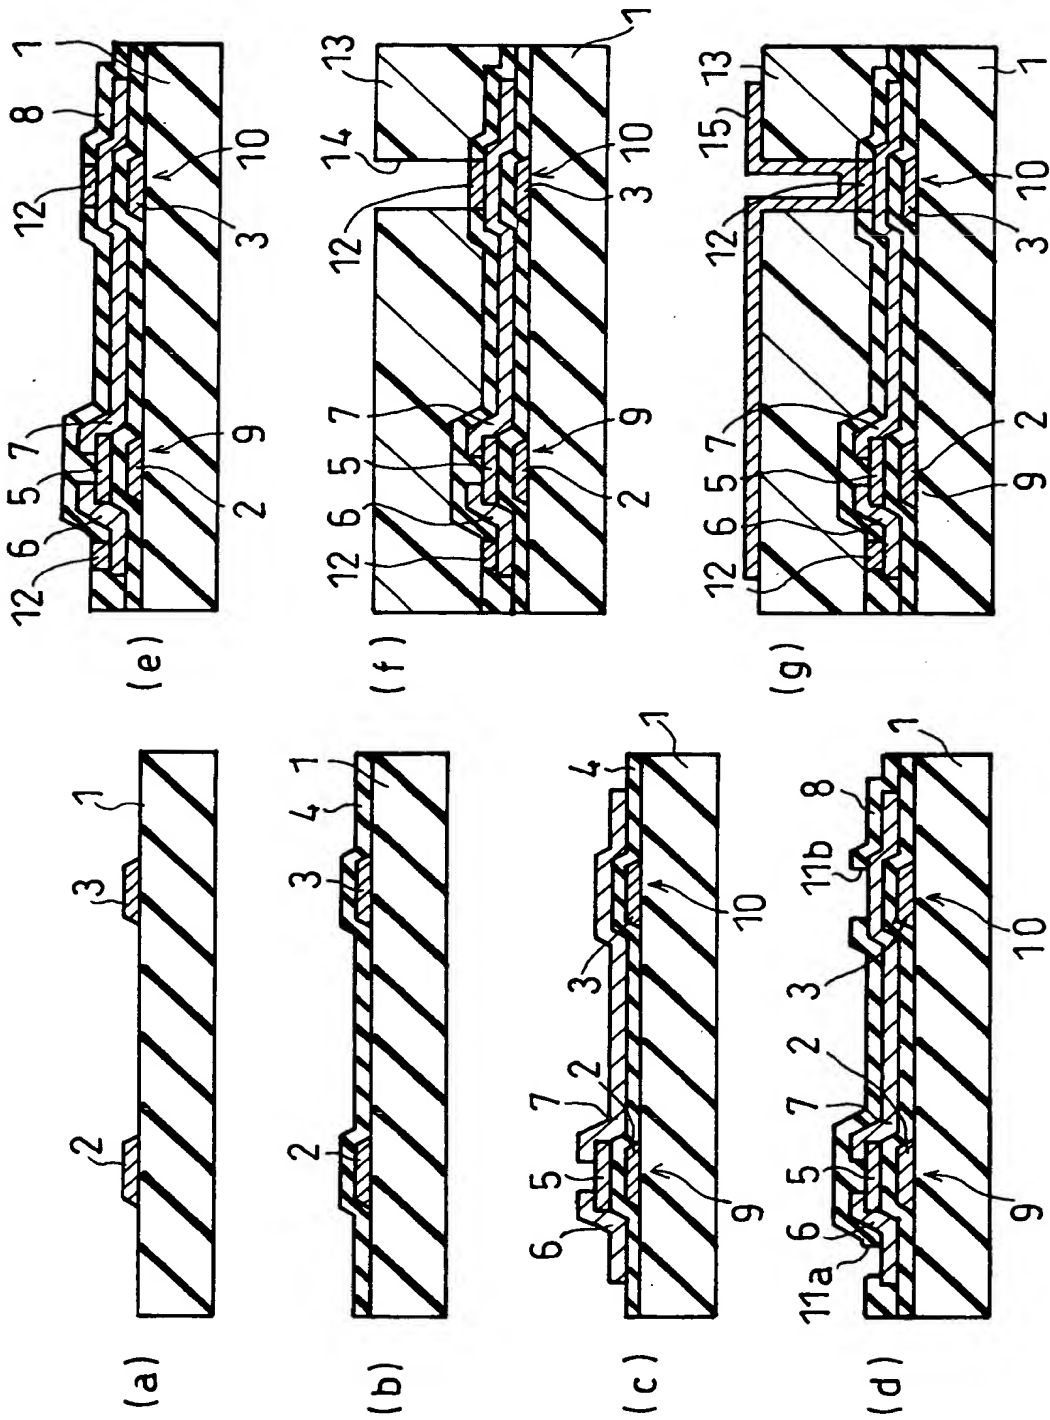 (a)
2 3 1
(b)
2 3 4 1
(c)
6 5 7 2 3 4 1
9 10
(d)
11a 6 5 7 2 3 11b 8 1
9 10
(e)
12 6 5 7 12 8 1
2 9 3 10
(f)
12 6 5 7 12 14 13
2 9 3 10 1
(g)
12 6 5 7 12 15 13
9 2 3 10 1